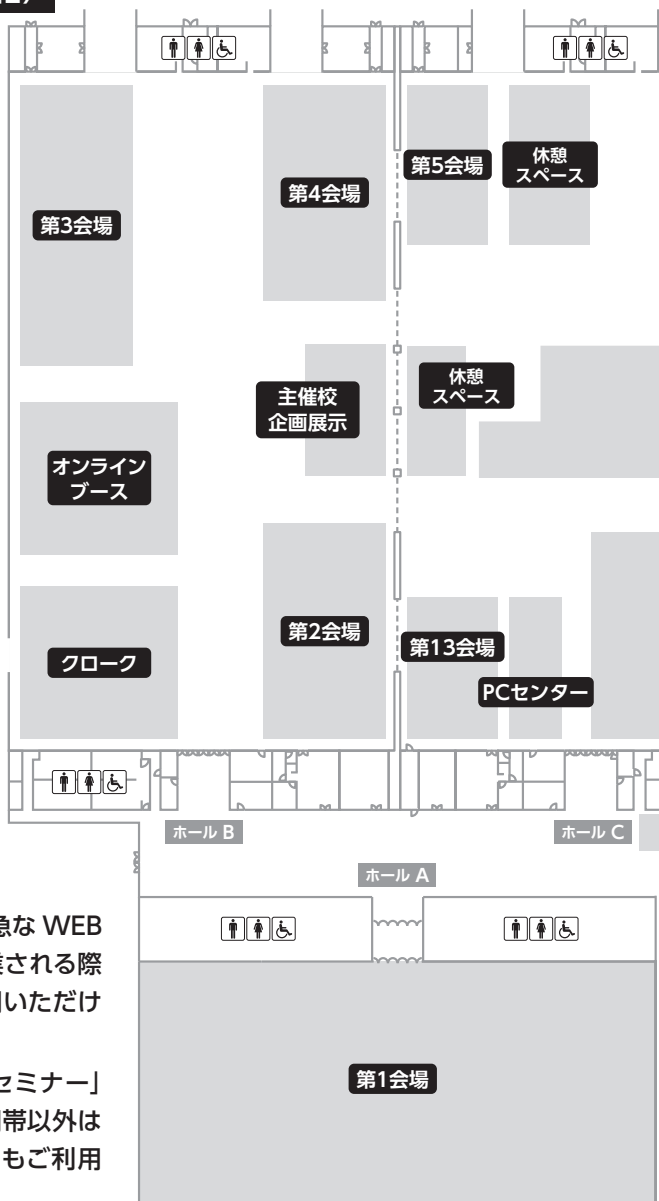 第5会場
休憩
スペース
第4会場
第3会場
休憩
スペース
主催校
企画展示
オンライン
ブース
第2会場
第13会場
クローク
PCセンター
ホール B
ホール C
ホール A
急な WEB
される際
いただけ
第1会場
セミナー」
帯以外は
もご利用